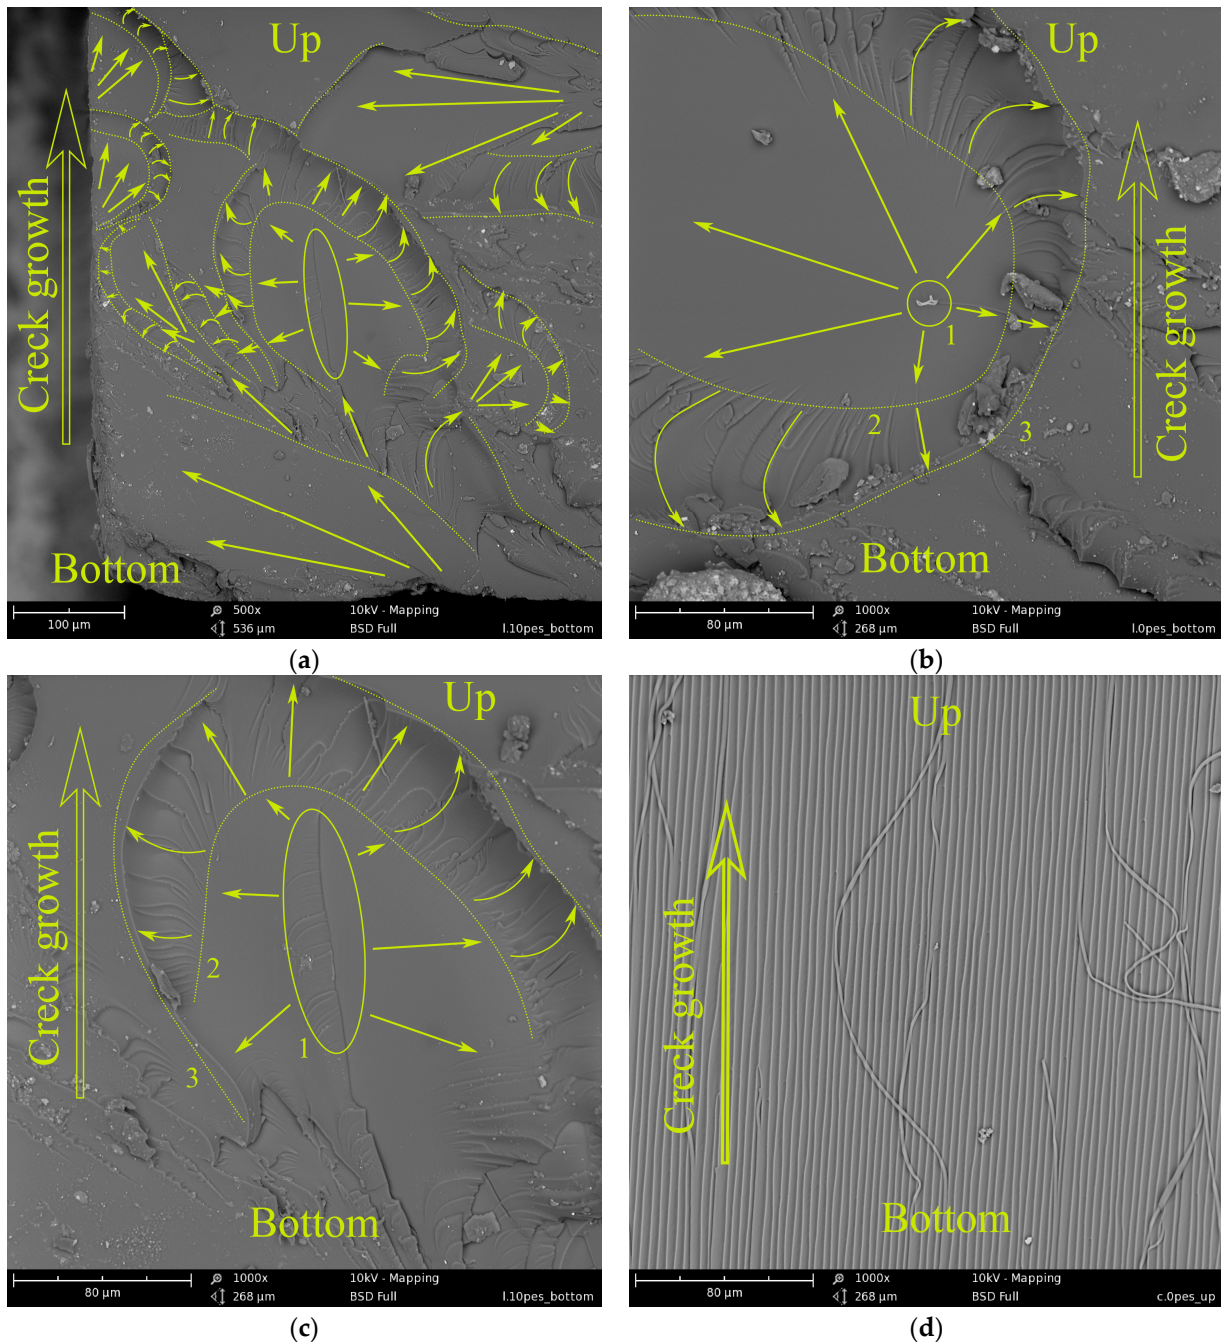 Up
Creck growth
Bottom
100 µm
500x
536 µm
10kV - Mapping
BSD Full
l.10pes_bottom
(a)
Up
Creck growth
1
2
3
Bottom
80 µm
1000x
268 µm
10kV - Mapping
BSD Full
l.0pes_bottom
(b)
Up
Creck growth
1
2
3
Bottom
80 µm
1000x
268 µm
10kV - Mapping
BSD Full
l.10pes_bottom
(c)
Up
Creck growth
Bottom
80 µm
1000x
268 µm
10kV - Mapping
BSD Full
c.0pes_up
(d)